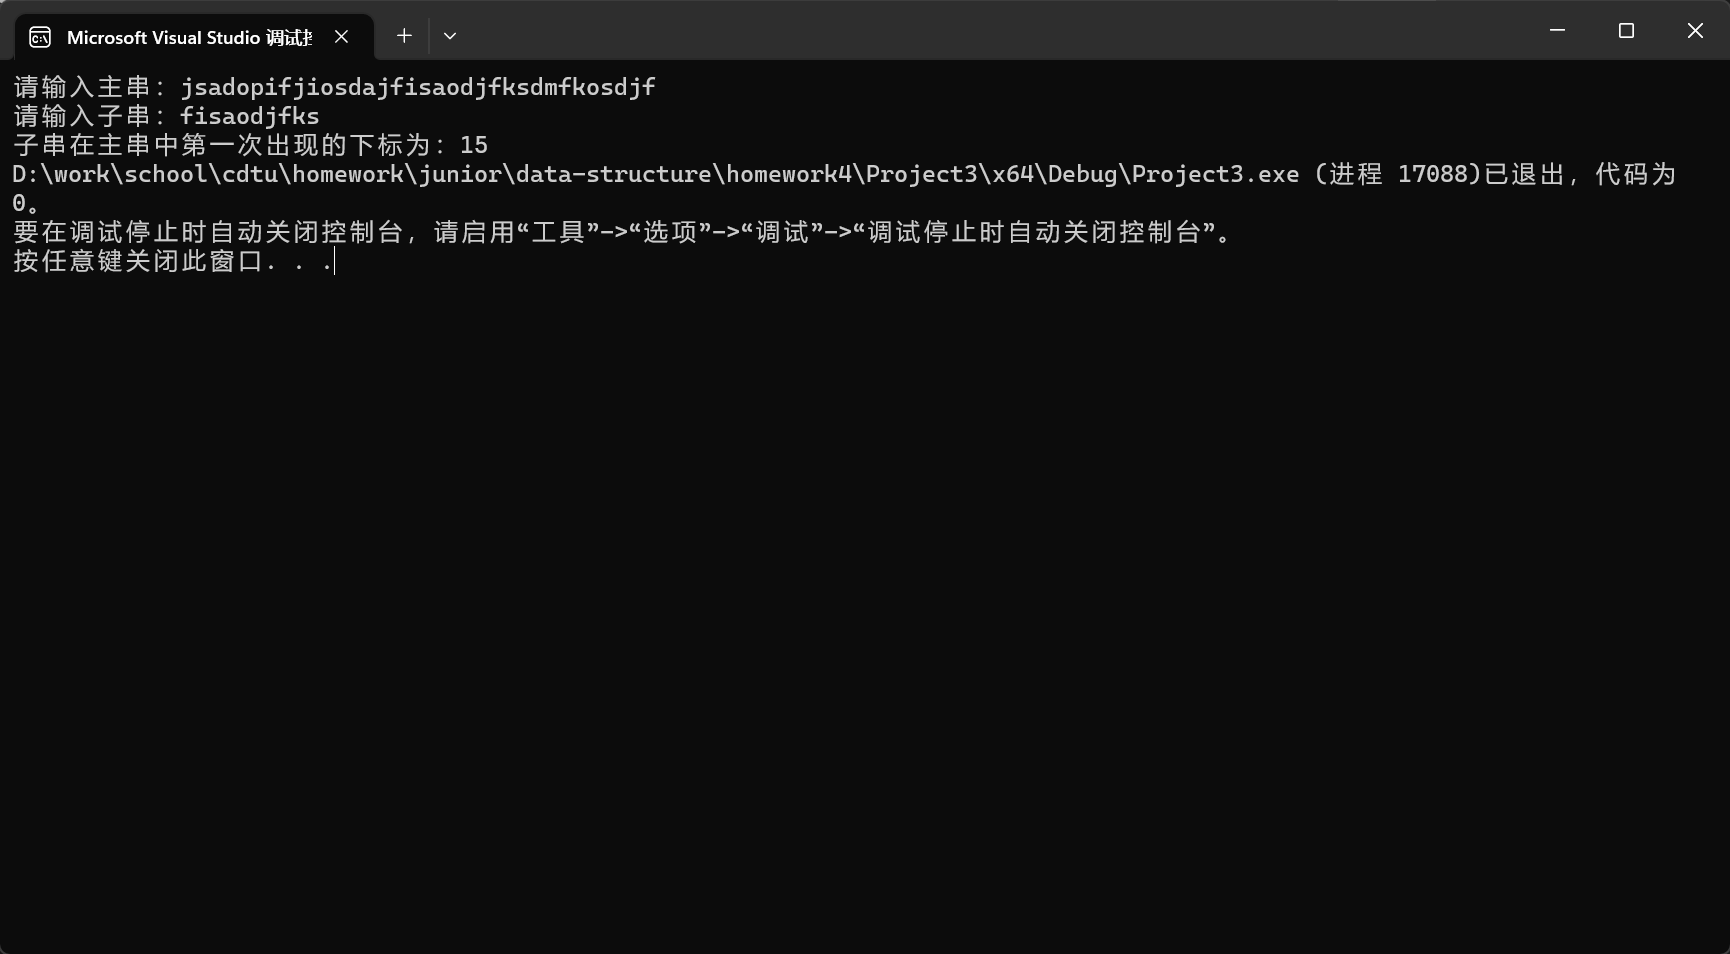 Microsoft Visual Studio 调试
请输入主串：jsadopifjiosdajfisaodjfksdmfkosdjf
请输入子串：fisaodjfks
子串在主串中第一次出现的下标为：15
D:\work\school\cdtu\homework\junior\data-structure\homework4\Project3\x64\Debug\Project3.exe (进程 17088)已退出，代码为
0。
要在调试停止时自动关闭控制台，请启用“工具”->“选项”->“调试”->“调试停止时自动关闭控制台”。
按任意键关闭此窗口. . .